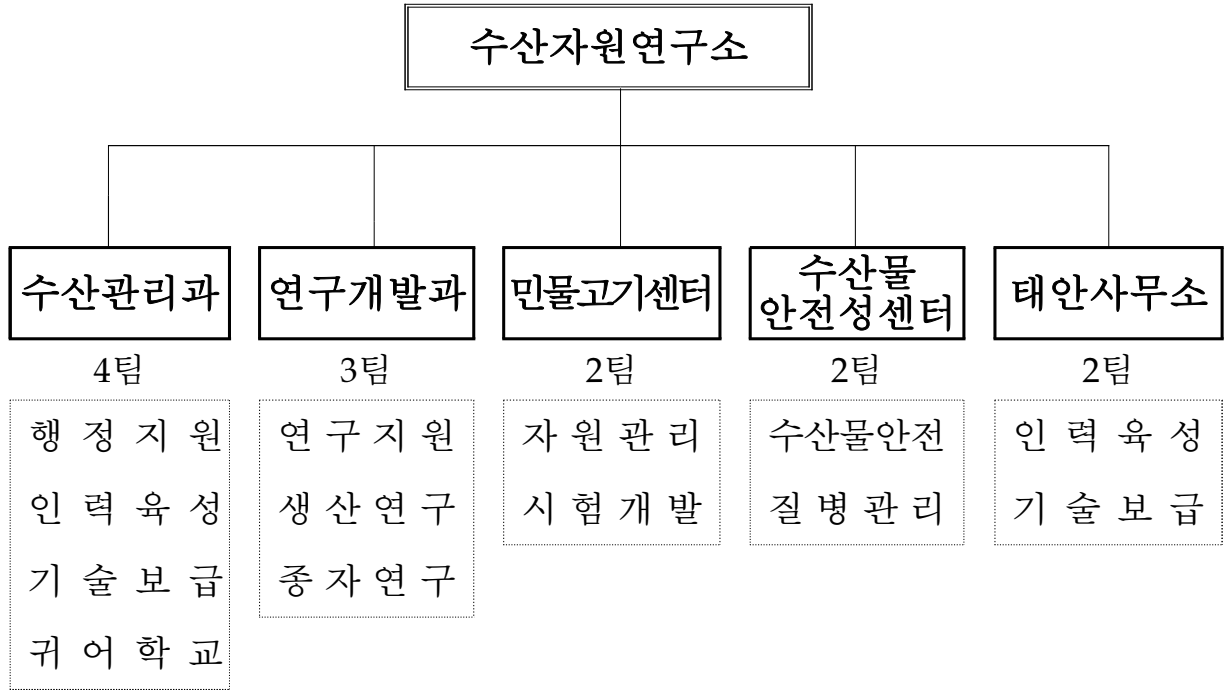 수산자원연구소
수산관리과
연구개발과
민물고기센터
수산물
안전성센터
태안사무소
4팀
3팀
2팀
2팀
2팀
행 정 지 원
인 력 육 성
기 술 보 급
귀 어 학 교
연 구 지 원
생 산 연 구
종 자 연 구
자 원 관 리
시 험 개 발
수산물안전
질 병 관 리
인 력 육 성
기 술 보 급